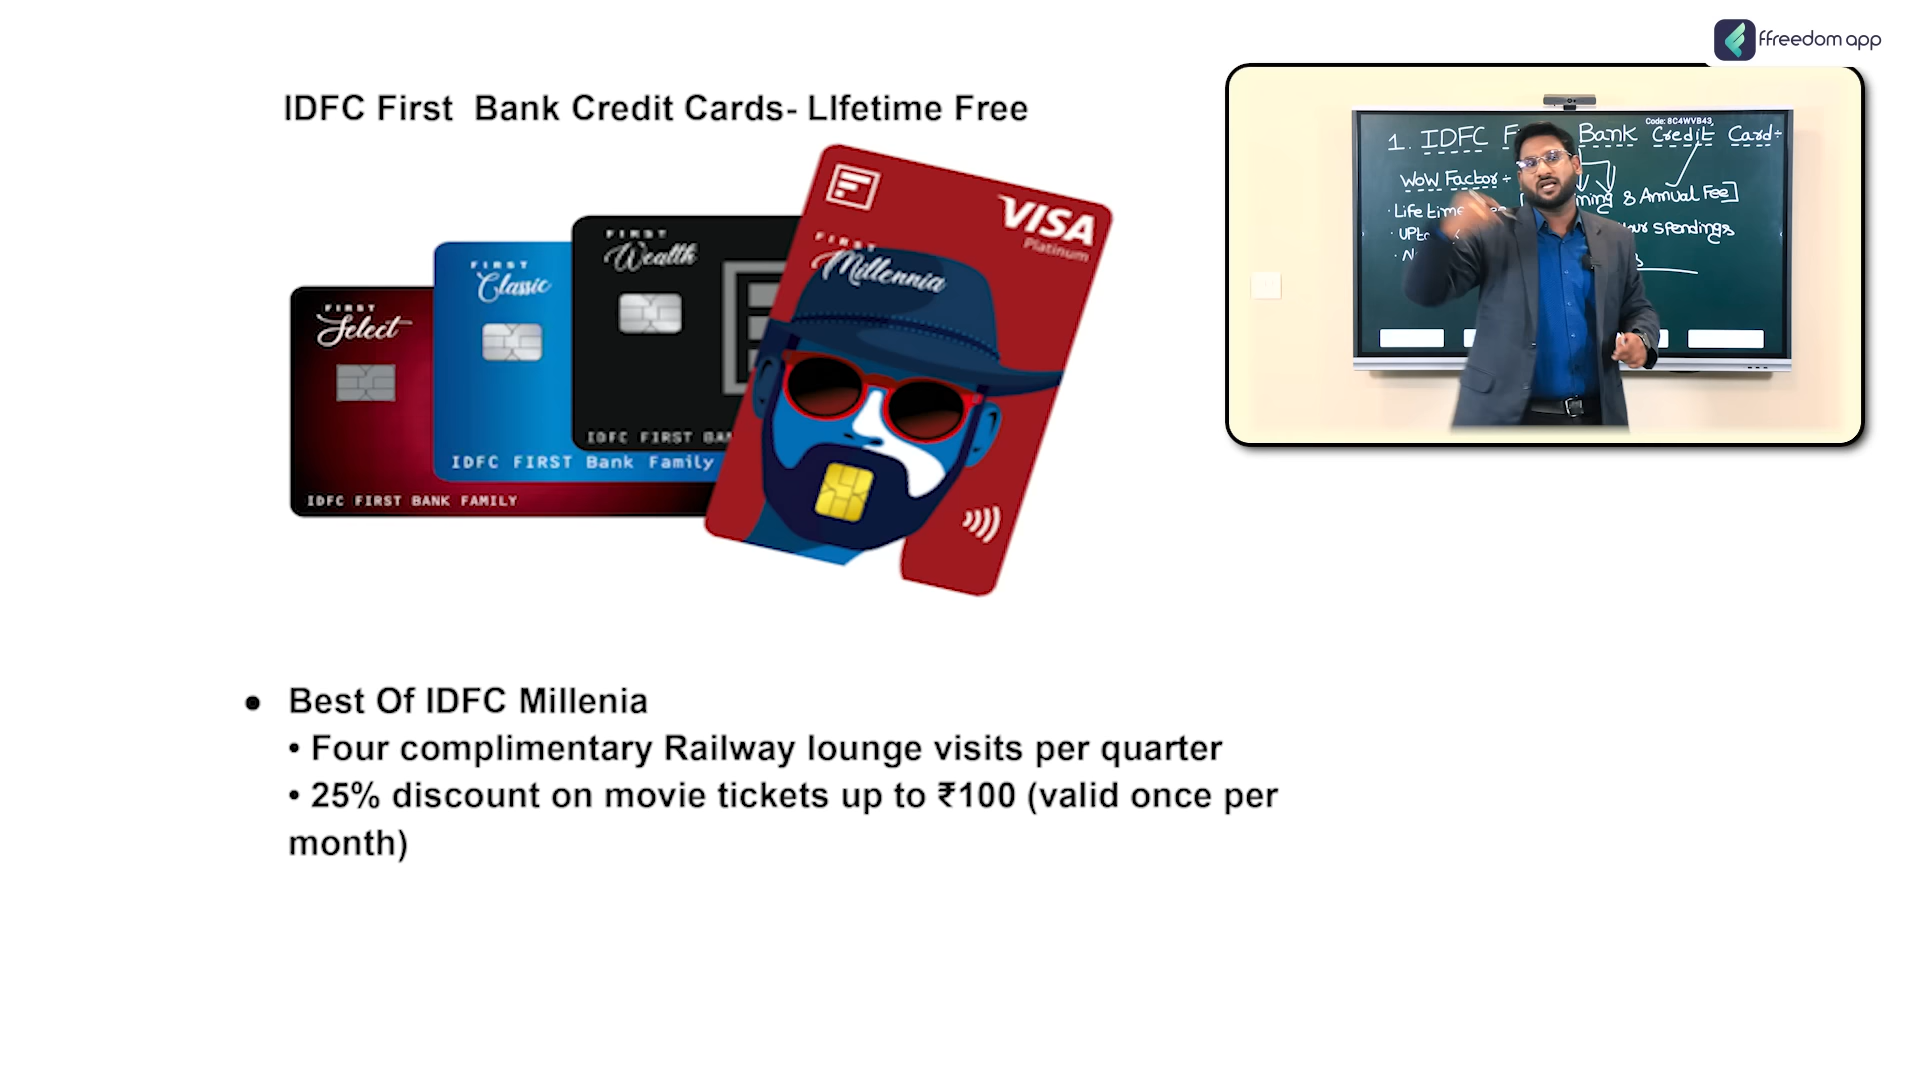 ffreedom app
IDFC First Bank Credit Cards- LIfetime Free
FIRST
Select
IDFC FIRST BANK FAMILY
FIRST
Classic
IDFC FIRST Bank Family
FIRST
Wealth
IDFC FIRST
VISA
Platinum
FIRST
Millennia
Code: 8C4WVB43
1. IDFC Bank Credit Card:-
WOW Factor ÷
& Annual Fee]
Life time
spendings
• Best Of IDFC Millenia
• Four complimentary Railway lounge visits per quarter
• 25% discount on movie tickets up to ₹100 (valid once per
month)